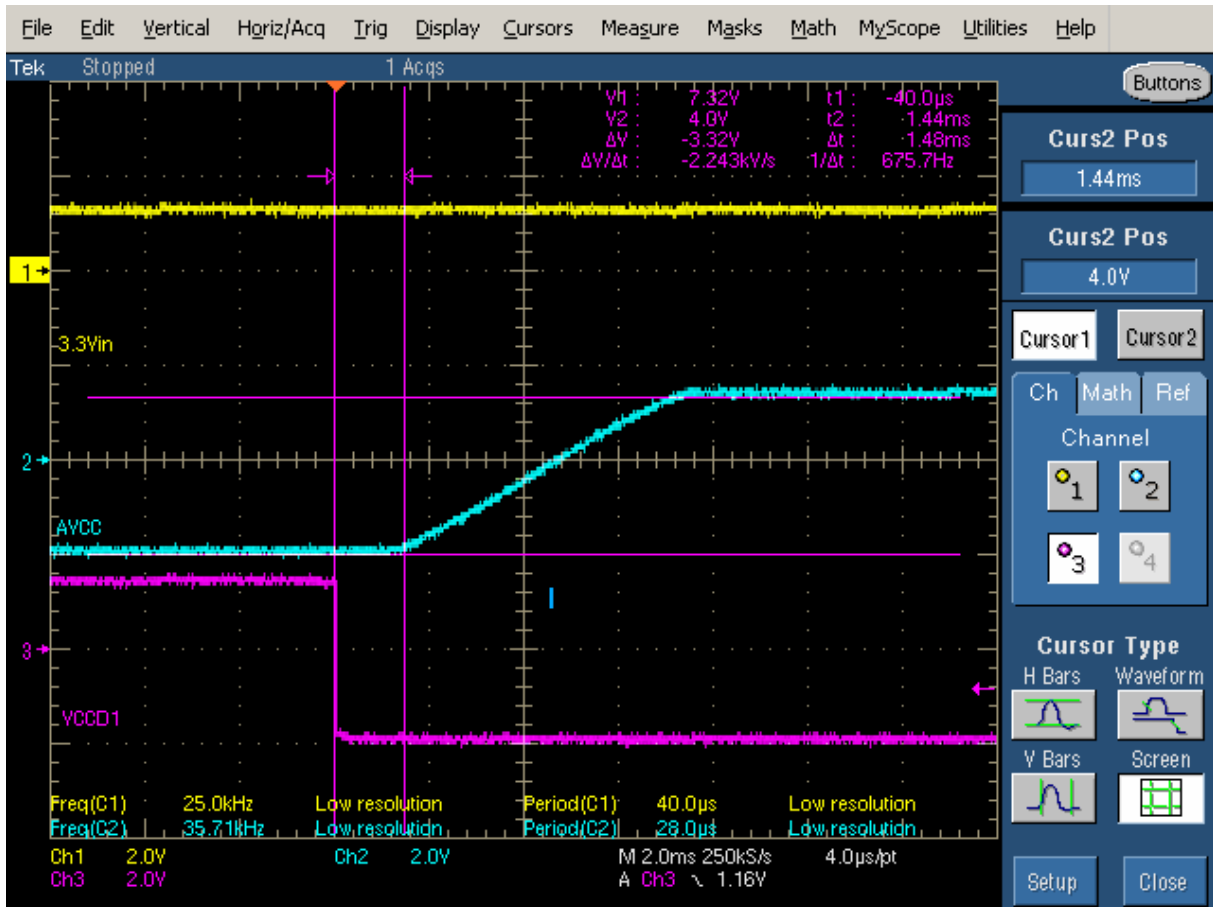 File Edit Vertical Horiz/Acq Trig Display Cursors Measure Masks Math MyScope Utilities Help
Tek Stopped 1 Acqs
Buttons
V1 : 7.32V t1 : -40.0µs
V2 : 4.0V t2 : 1.44ms
ΔV : -3.32V Δt : 1.48ms
ΔV/Δt : -2.243kV/s 1/Δt : 675.7Hz
Curs2 Pos
1.44ms
Curs2 Pos
4.0V
1
3.3Vin
Cursor1 Cursor2
Ch Math Ref
Channel
1 2
3 4
2
AVCC
3
VCCD1
Cursor Type
H Bars Waveform
V Bars Screen
Freq(C1) 25.0kHz Low resolution Period(C1) 40.0µs Low resolution
Freq(C2) 35.71kHz Low resolution Period(C2) 28.0µs Low resolution
Ch1 2.0V Ch2 2.0V M 2.0ms 250kS/s 4.0µs/pt
Ch3 2.0V A Ch3 \ 1.16V
Setup Close